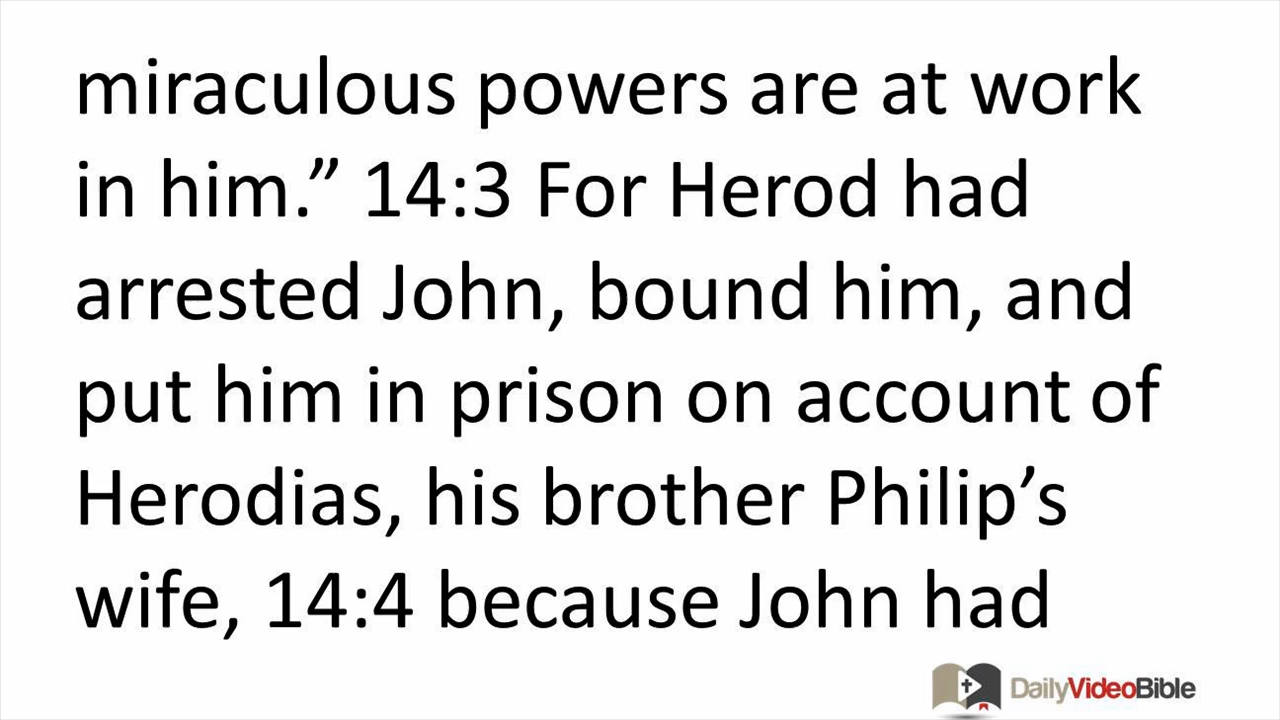 miraculous powers are at work
in him.” 14:3 For Herod had
arrested John, bound him, and
put him in prison on account of
Herodias, his brother Philip’s
wife, 14:4 because John had
DailyVideoBible